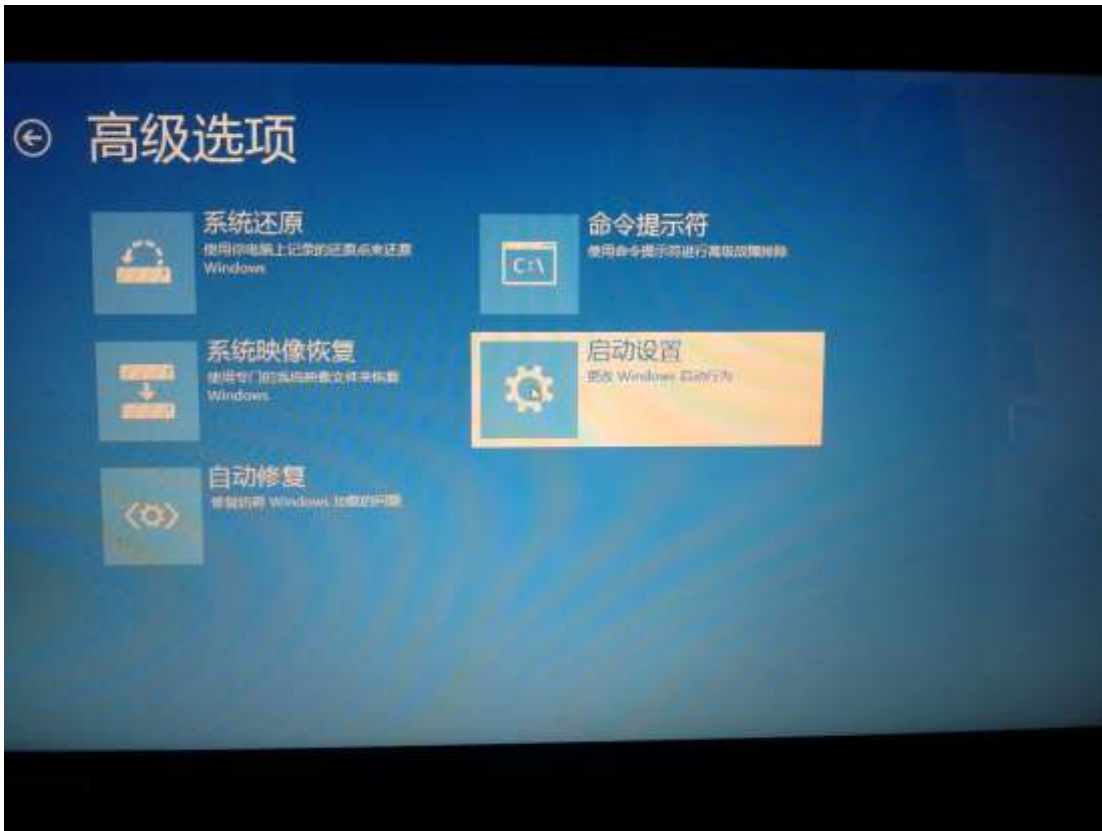 高级选项
系统还原
使用你电脑上记录的还原点来还原
Windows
命令提示符
使用命令提示符进行高级故障排除
C:\
系统映像恢复
使用专门的系统映像文件来恢复
Windows
启动设置
更改 Windows 启动行为
自动修复
修复妨碍 Windows 加载的问题